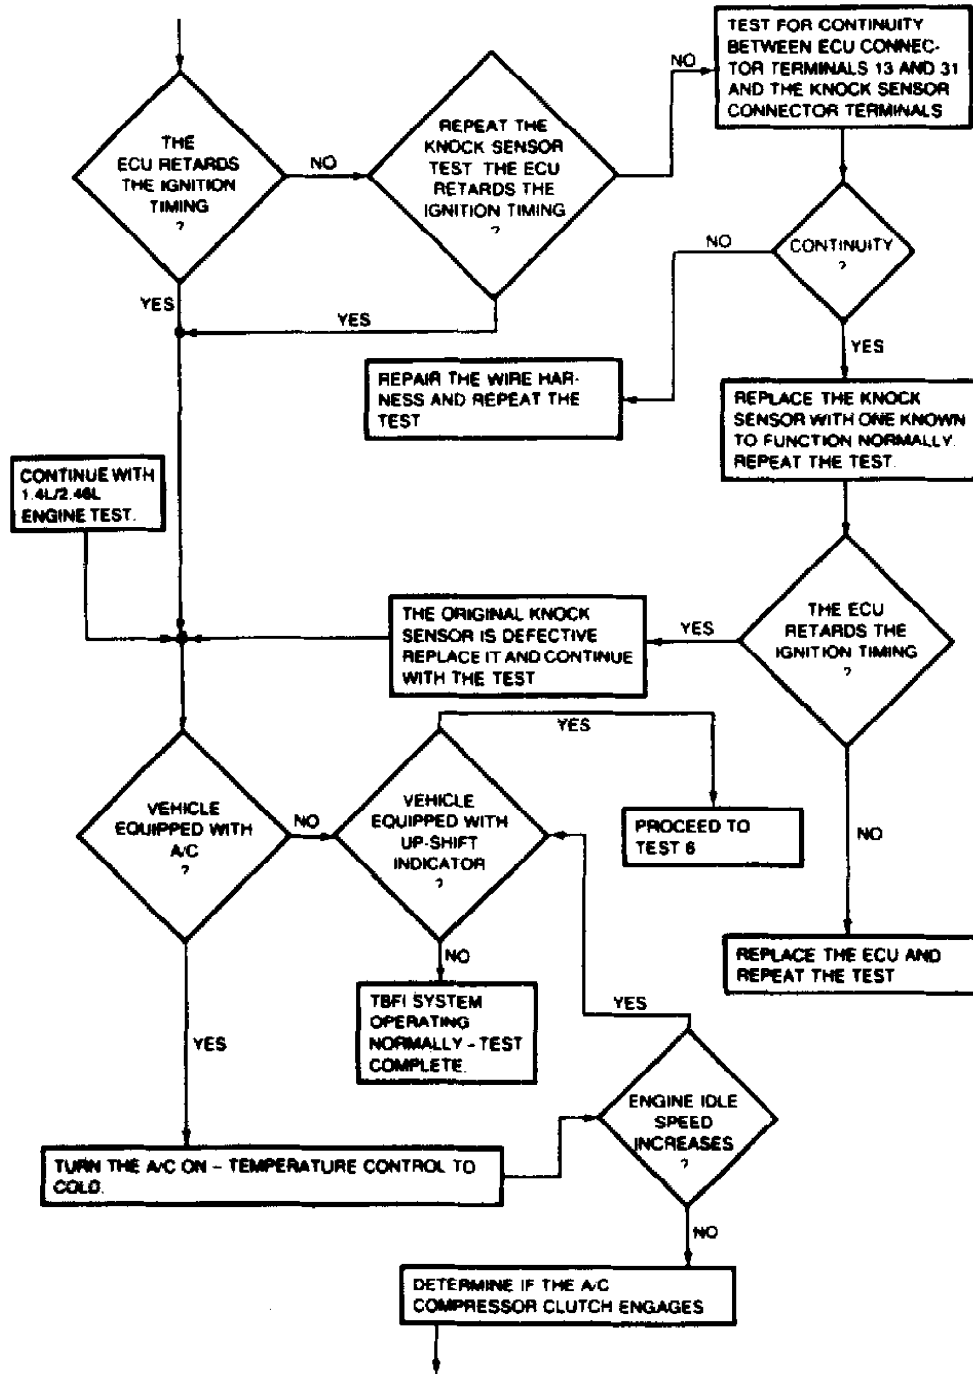 TEST FOR CONTINUITY
BETWEEN ECU CONNEC-
TOR TERMINALS 13 AND 31
AND THE KNOCK SENSOR
CONNECTOR TERMINALS
NO
REPEAT THE
KNOCK SENSOR
TEST THE ECU
RETARDS THE
IGNITION TIMING
?
THE
ECU RETARDS
THE IGNITION
TIMING
?
NO
CONTINUITY
?
NO
YES
YES
YES
REPAIR THE WIRE HAR-
NESS AND REPEAT THE
TEST
REPLACE THE KNOCK
SENSOR WITH ONE KNOWN
TO FUNCTION NORMALLY.
REPEAT THE TEST.
CONTINUE WITH
1.4L/2.46L
ENGINE TEST.
THE ORIGINAL KNOCK
SENSOR IS DEFECTIVE
REPLACE IT AND CONTINUE
WITH THE TEST
YES
THE ECU
RETARDS THE
IGNITION TIMING
?
YES
VEHICLE
EQUIPPED WITH
A/C
?
NO
VEHICLE
EQUIPPED WITH
UP-SHIFT
INDICATOR
?
PROCEED TO
TEST 6
NO
NO
REPLACE THE ECU AND
REPEAT THE TEST
TBFI SYSTEM
OPERATING
NORMALLY - TEST
COMPLETE.
YES
YES
ENGINE IDLE
SPEED
INCREASES
?
TURN THE A/C ON - TEMPERATURE CONTROL TO
COLD.
NO
DETERMINE IF THE A/C
COMPRESSOR CLUTCH ENGAGES